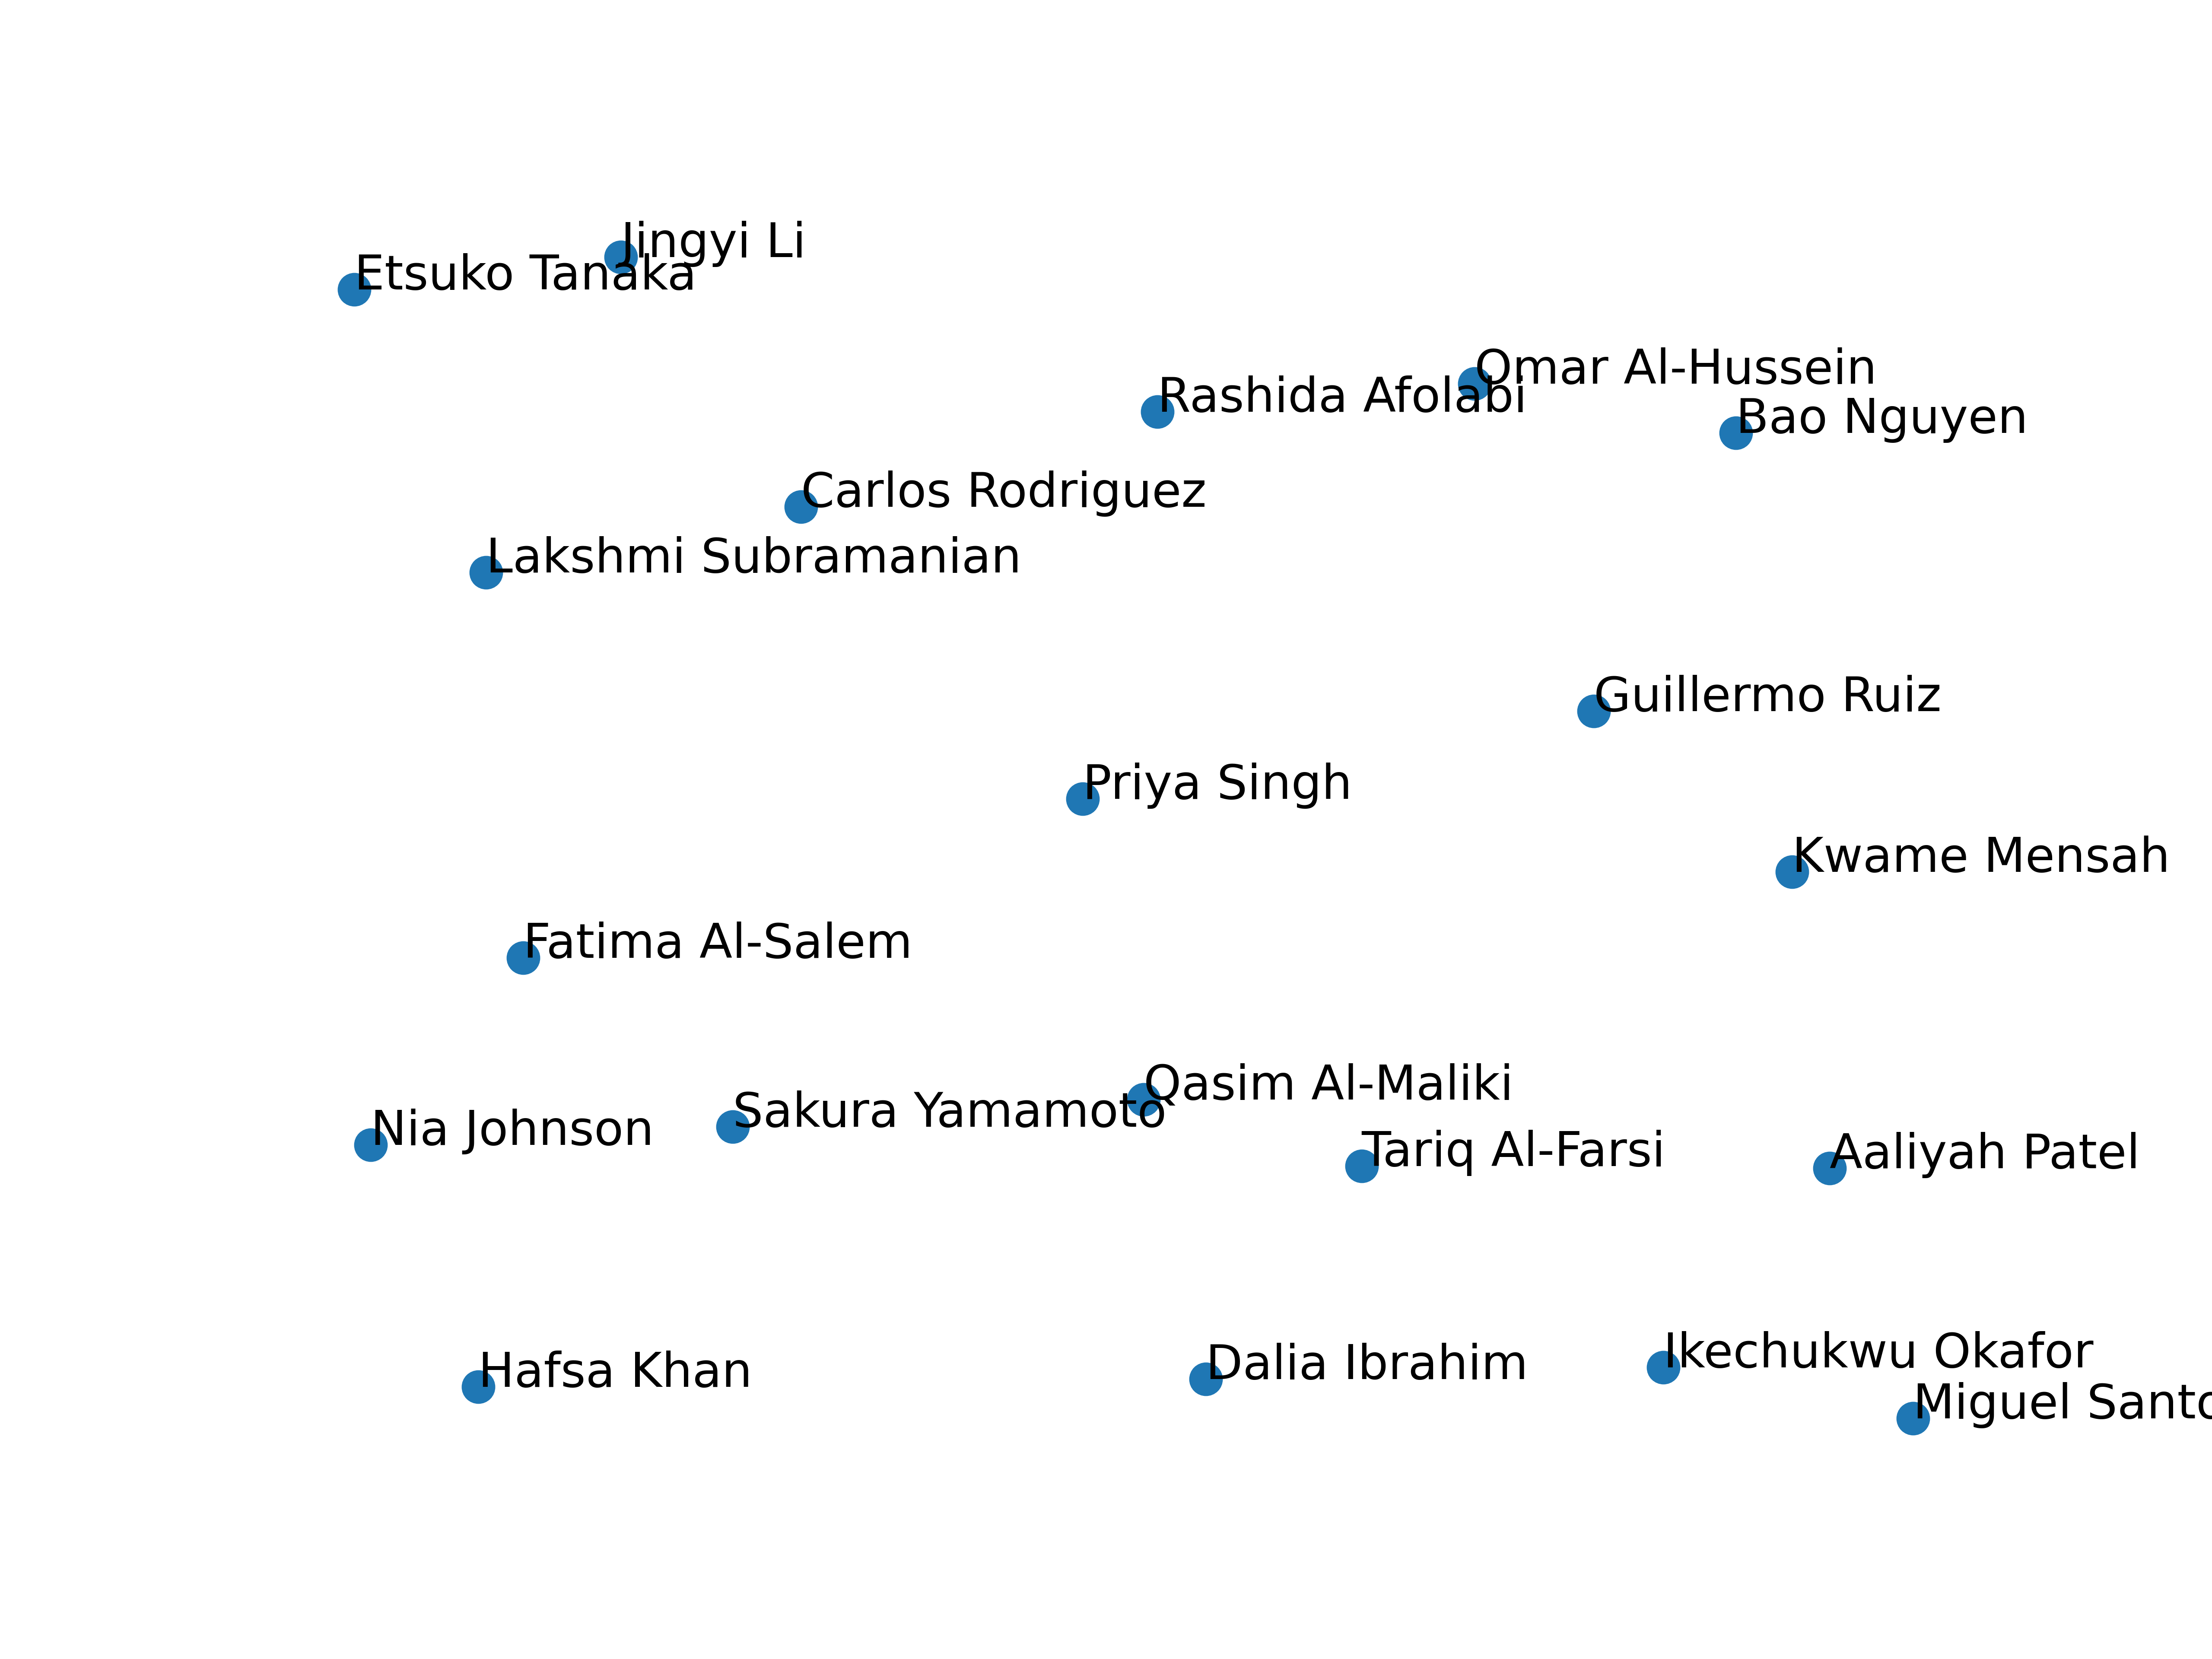 Jingyi Li
Etsuko Tanaka
Omar Al-Hussein
Rashida Afolabi
Bao Nguyen
Carlos Rodriguez
Lakshmi Subramanian
Guillermo Ruiz
Priya Singh
Kwame Mensah
Fatima Al-Salem
Qasim Al-Maliki
Sakura Yamamoto
Nia Johnson
Tariq Al-Farsi
Aaliyah Patel
Ikechukwu Okafor
Dalia Ibrahim
Hafsa Khan
Miguel